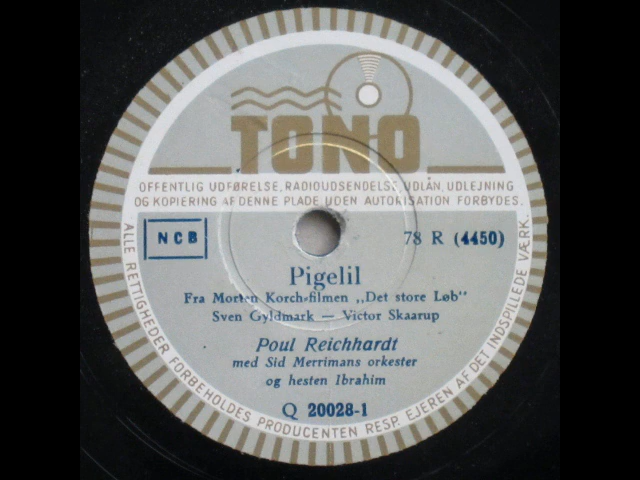 TONO
OFFENTLIG UDFØRELSE, RADIOUDSENDELSE, UDLÅN, UDLEJNING
OG KOPIERING AF DENNE PLADE UDEN AUTORISATION FORBYDES.
NCB
78 R (4450)
Pigelil
Fra Morten Korch-filmen „Det store Løb"
Sven Gyldmark — Victor Skaarup
Poul Reichhardt
med Sid Merrimans orkester
og hesten Ibrahim
Q 20028-1
ALLE RETTIGHEDER FORBEHOLDES PRODUCENTEN RESP. EJEREN AF DET INDSPILLEDE VÆRK.